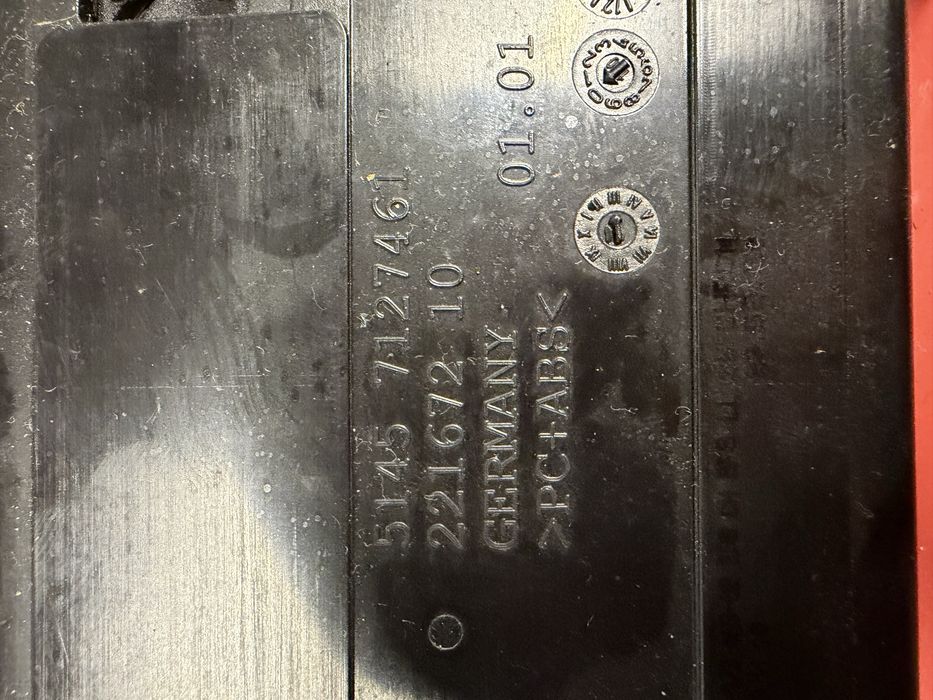 5145 7127461
221672 10
GERMANY
>PC+ABS<
01.01